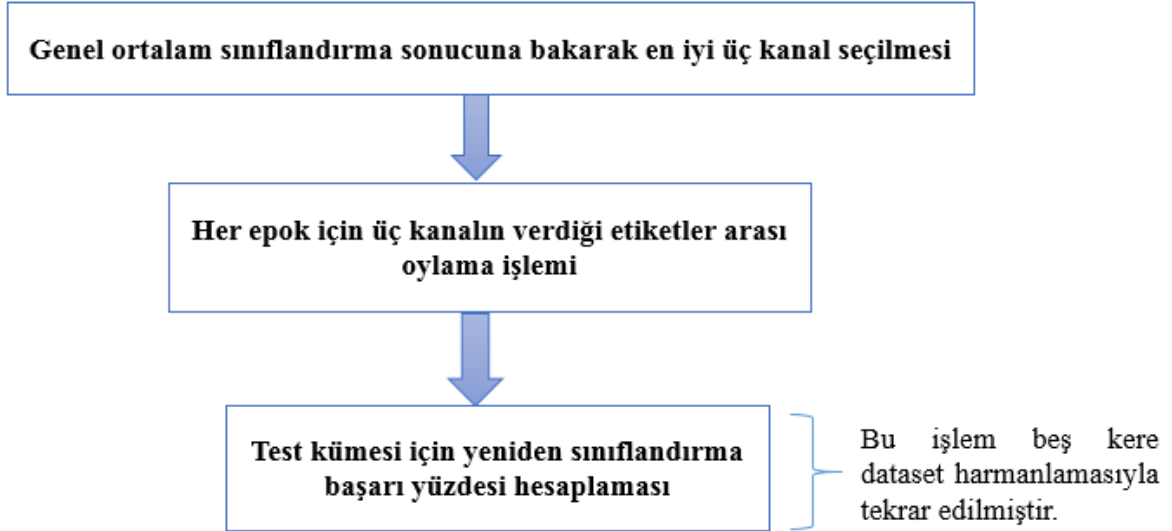 Genel ortalam sınıflandırma sonucuna bakarak en iyi üç kanal seçilmesi
Her epok için üç kanalın verdiği etiketler arası
oylama işlemi
Test kümesi için yeniden sınıflandırma
başarı yüzdesi hesaplaması
Bu işlem beş kere
dataset harmanlamasıyla
tekrar edilmiştir.